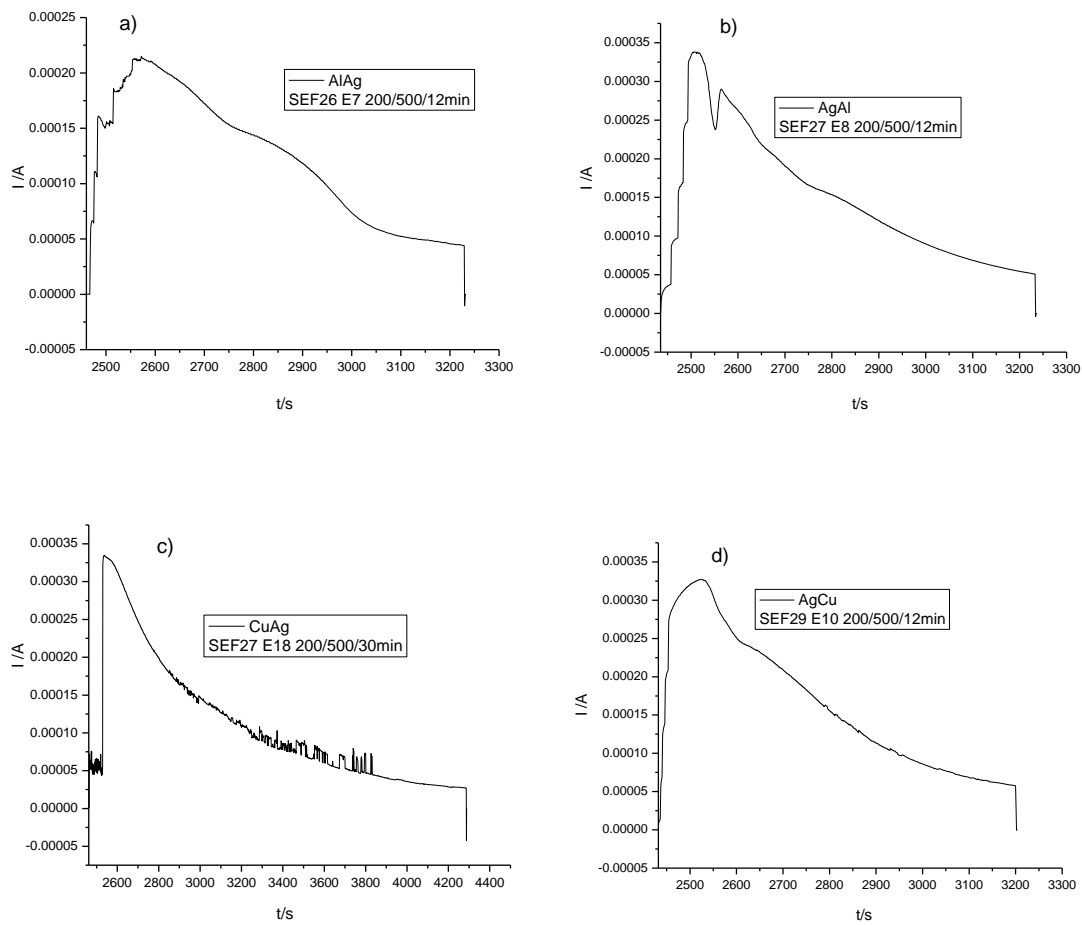 a)
AlAg
SEF26 E7 200/500/12min
0.00025
0.00020
0.00015
0.00010
0.00005
0.00000
-0.00005
I /A
2500 2600 2700 2800 2900 3000 3100 3200 3300
t/s
b)
AgAl
SEF27 E8 200/500/12min
0.00035
0.00030
0.00025
0.00020
0.00015
0.00010
0.00005
0.00000
-0.00005
I /A
2500 2600 2700 2800 2900 3000 3100 3200 3300
t/s
c)
CuAg
SEF27 E18 200/500/30min
0.00035
0.00030
0.00025
0.00020
0.00015
0.00010
0.00005
0.00000
-0.00005
I /A
2600 2800 3000 3200 3400 3600 3800 4000 4200 4400
t/s
d)
AgCu
SEF29 E10 200/500/12min
0.00035
0.00030
0.00025
0.00020
0.00015
0.00010
0.00005
0.00000
-0.00005
I /A
2500 2600 2700 2800 2900 3000 3100 3200 3300
t/s